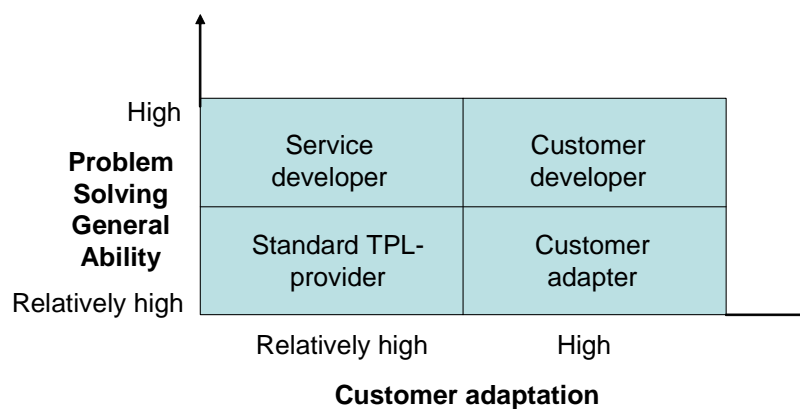 High
Problem
Solving
General
Ability
Relatively high
Service
developer
Customer
developer
Standard TPL-
provider
Customer
adapter
Relatively high
High
Customer adaptation